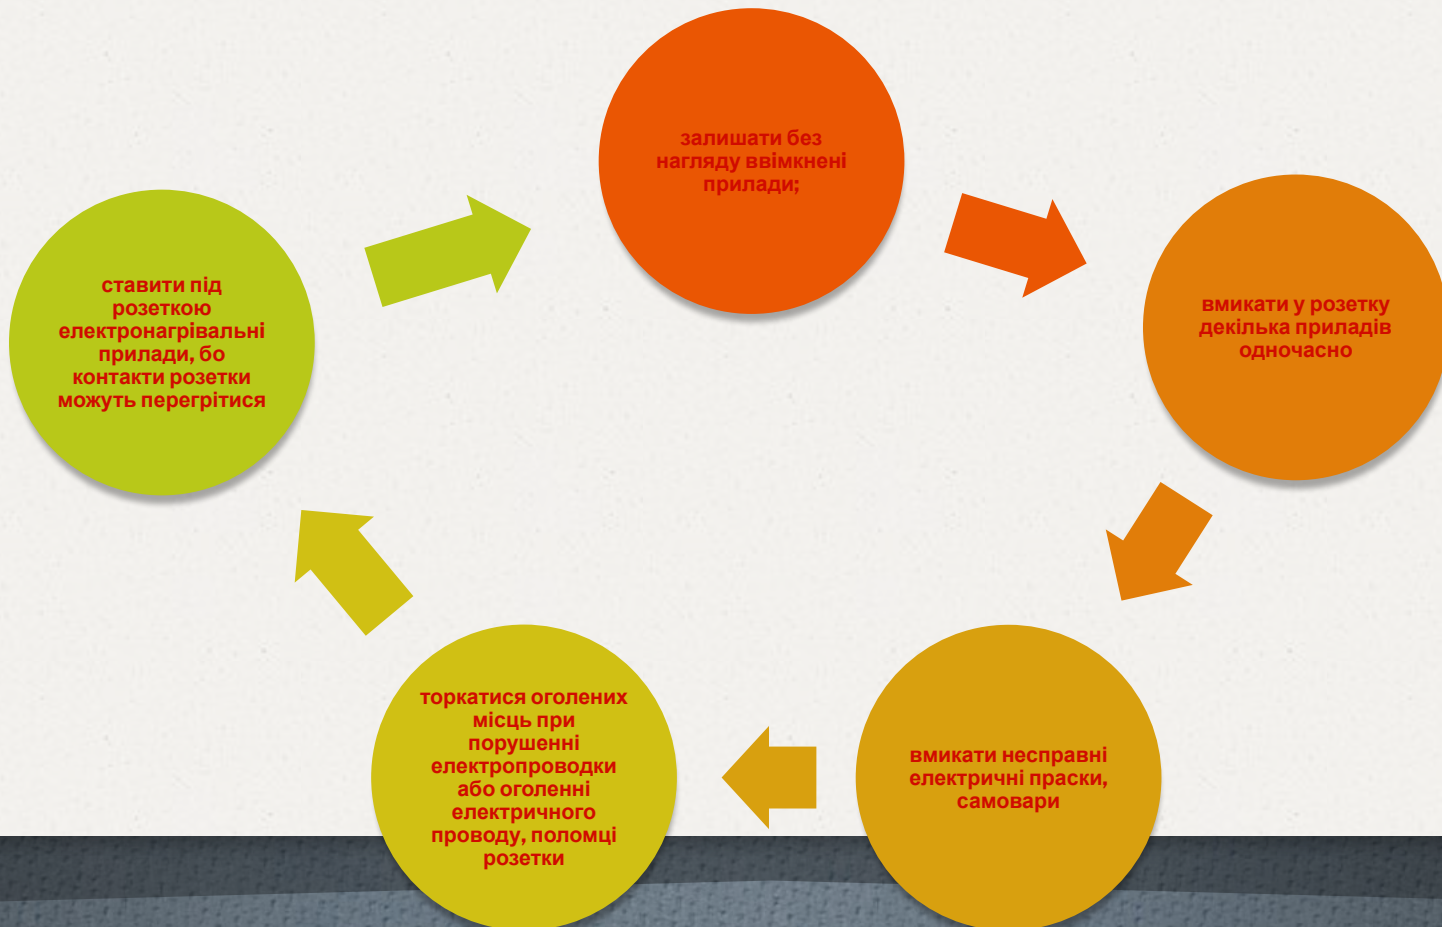 залишати без
нагляду ввімкнені
прилади;
вмикати у розетку
декілька приладів
одночасно
вмикати несправні
електричні праски,
самовари
торкатися оголених
місць при
порушенні
електропроводки
або оголенні
електричного
проводу, поломці
розетки
ставити під
розеткою
електронагрівальні
прилади, бо
контакти розетки
можуть перегрітися